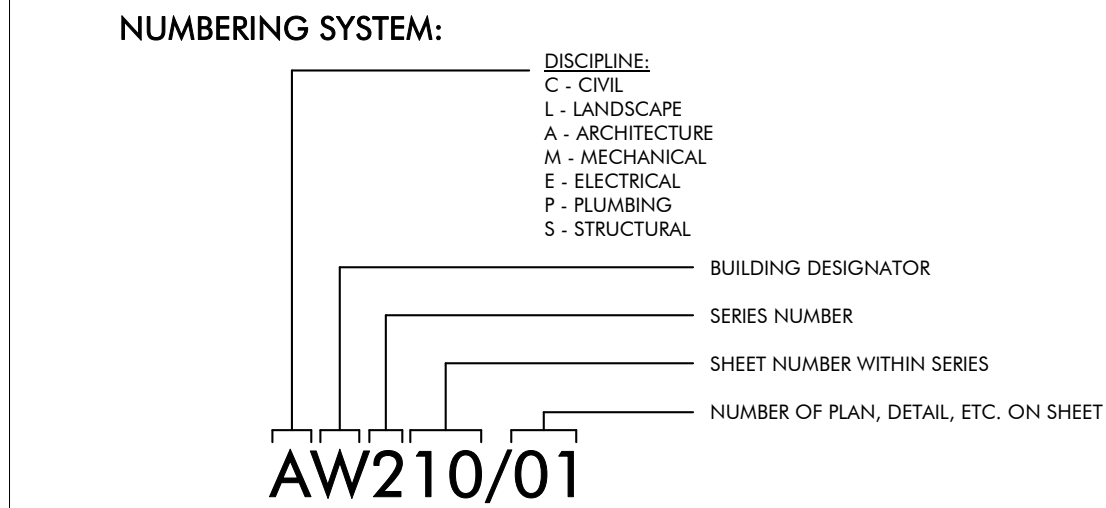 NUMBERING SYSTEM:
DISCIPLINE:
C - CIVIL
L - LANDSCAPE
A - ARCHITECTURE
M - MECHANICAL
E - ELECTRICAL
P - PLUMBING
S - STRUCTURAL
BUILDING DESIGNATOR
SERIES NUMBER
SHEET NUMBER WITHIN SERIES
NUMBER OF PLAN, DETAIL, ETC. ON SHEET
AW210/01